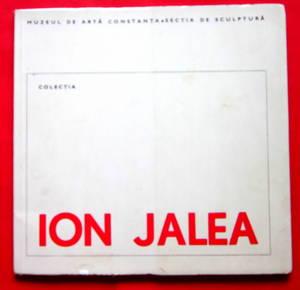 MUZEUL DE ARTĂ CONSTANȚA•SECȚIA DE SCULPTURĂ
COLECȚIA
ION JALEA